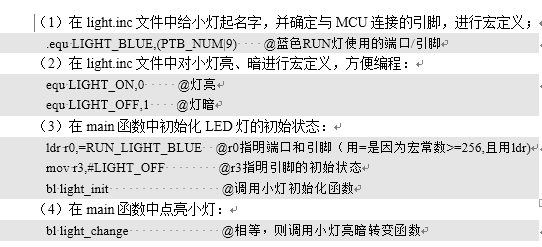 （1）在 light.inc 文件中给小灯起名字，并确定与 MCU 连接的引脚，进行宏定义；
.equ LIGHT_BLUE,(PTB_NUM|9) @蓝色RUN灯使用的端口/引脚
（2）在 light.inc 文件中对小灯亮、暗进行宏定义，方便编程：
equ LIGHT_ON,0 @灯亮
equ LIGHT_OFF,1 @灯暗
（3）在 main 函数中初始化 LED 灯的初始状态：
ldr r0,=RUN_LIGHT_BLUE @r0指明端口和引脚（用=是因为宏常数>=256,且用ldr)
mov r3,#LIGHT_OFF @r3指明引脚的初始状态
bl light_init @调用小灯初始化函数
（4）在 main 函数中点亮小灯：
bl light_change @相等，则调用小灯亮暗转变函数